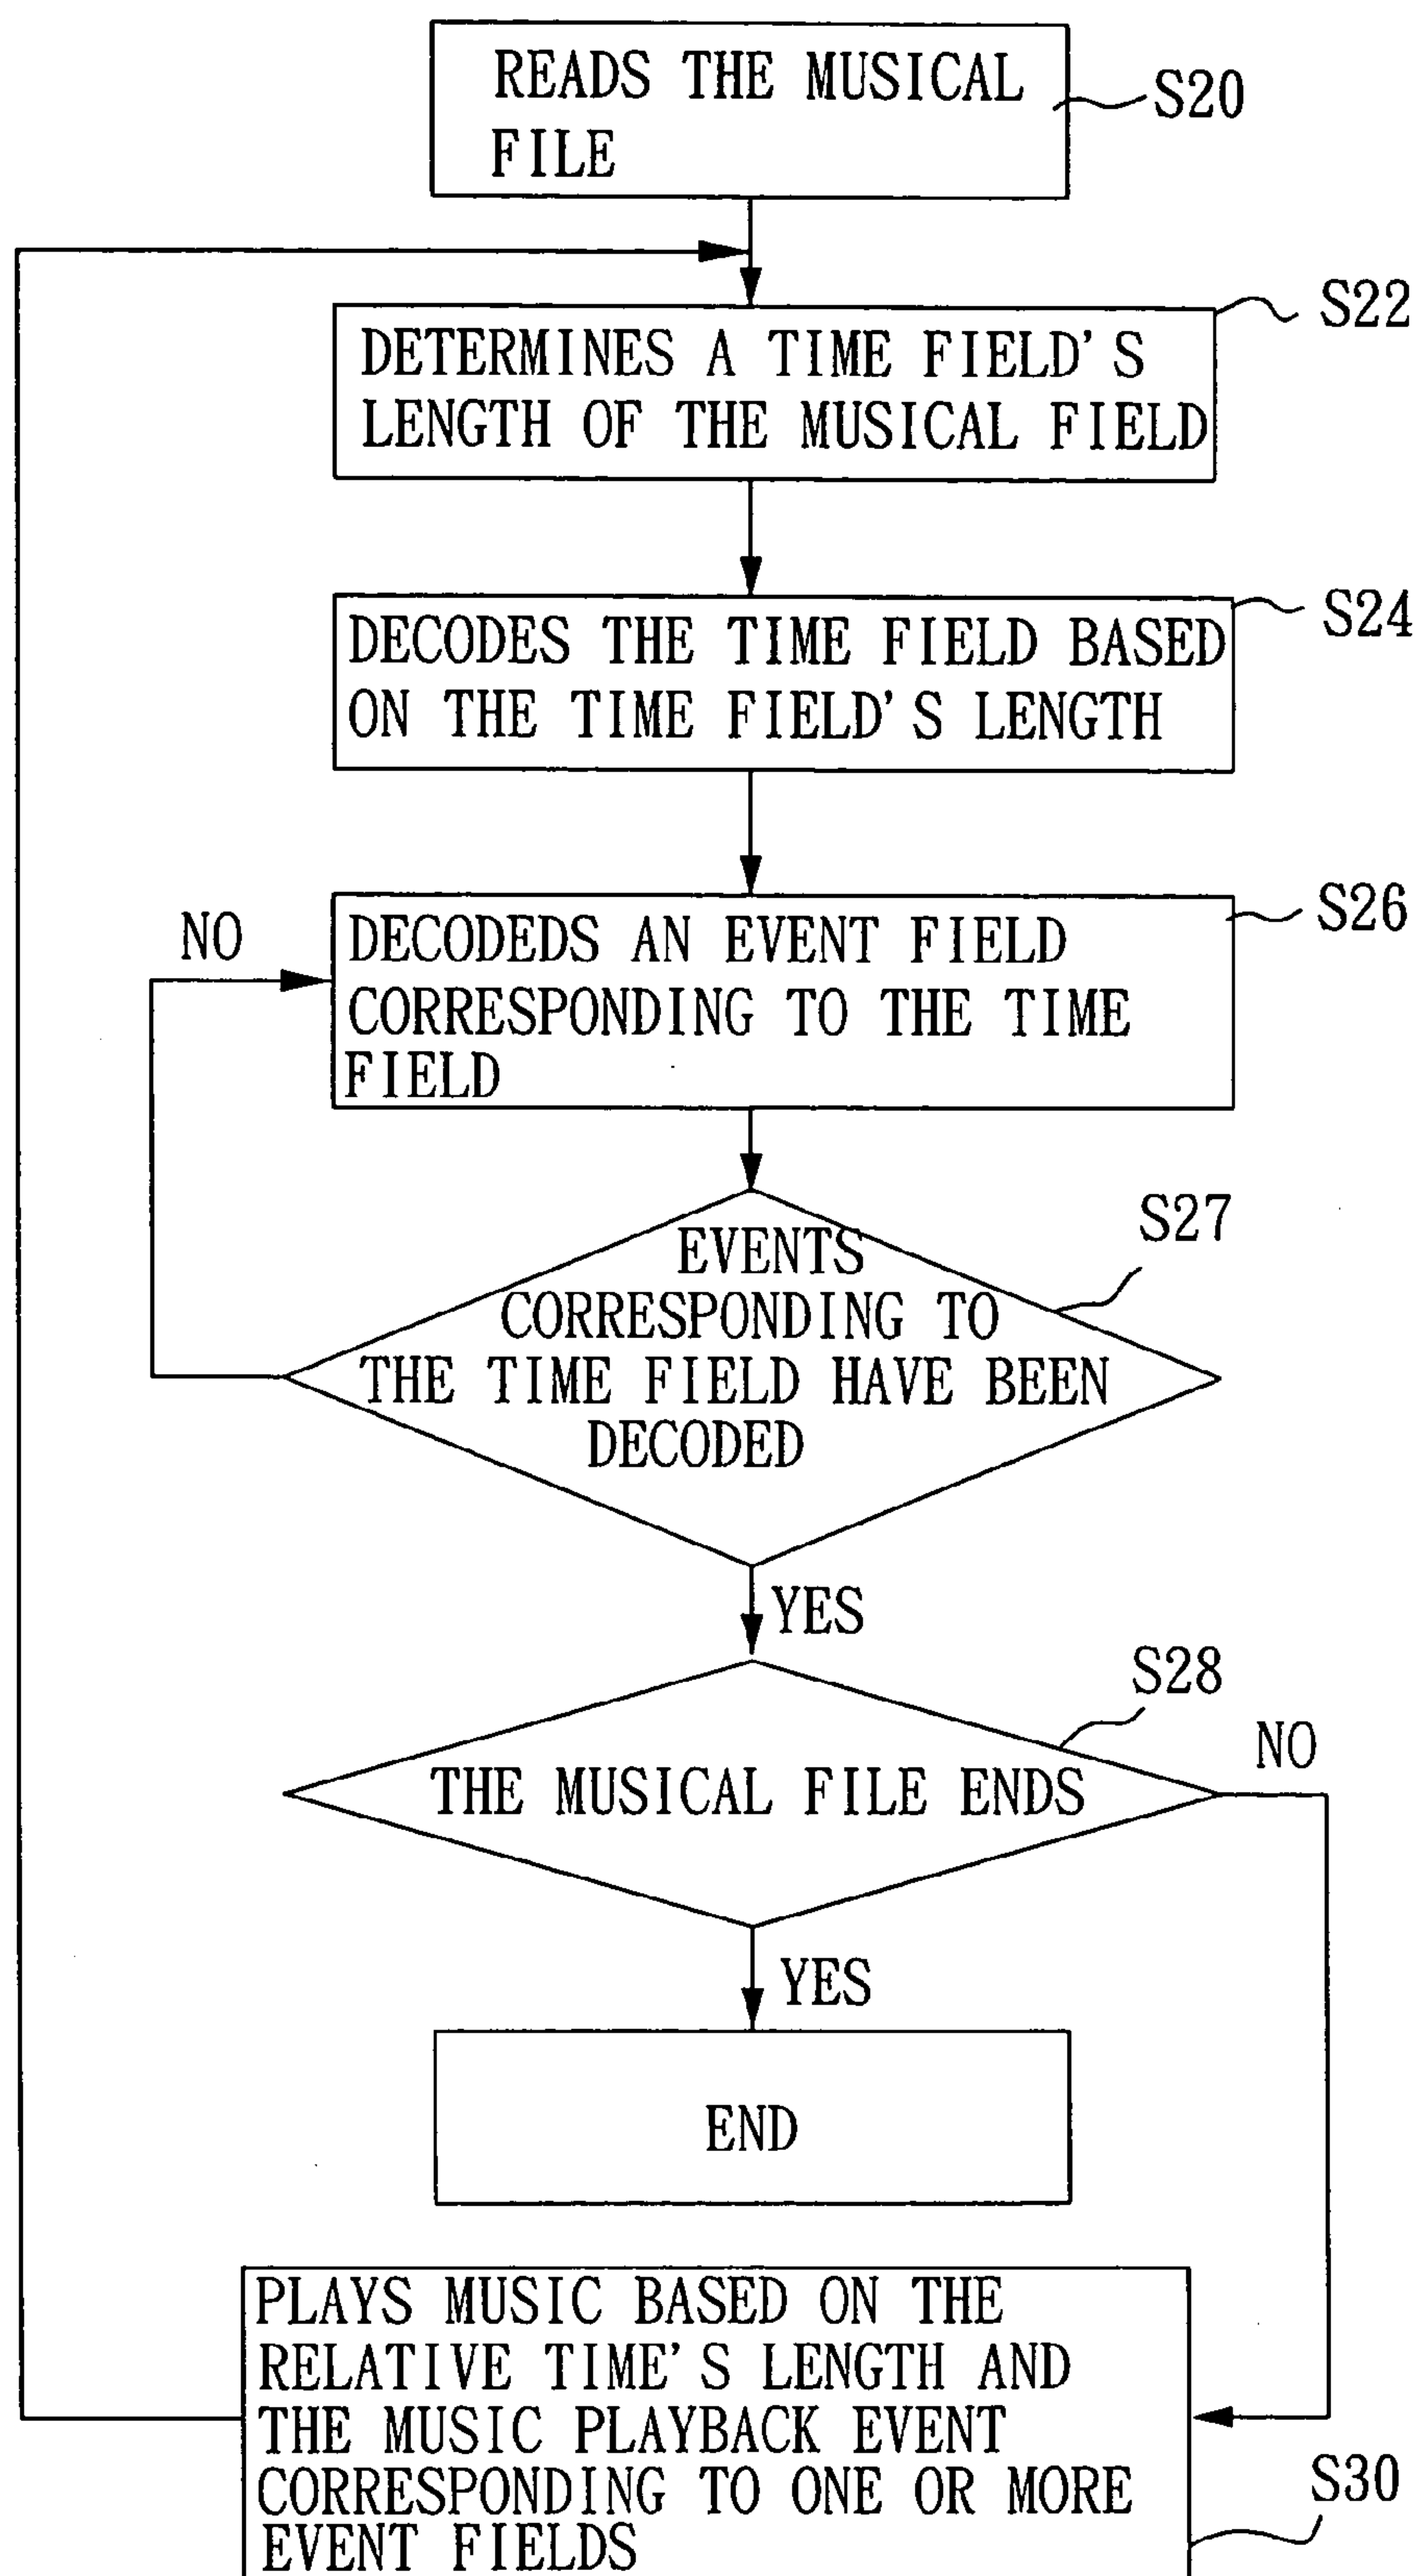 READS THE MUSICAL
FILE
S20
S22
DETERMINES A TIME FIELD'S
LENGTH OF THE MUSICAL FIELD
S24
DECODES THE TIME FIELD BASED
ON THE TIME FIELD'S LENGTH
S26
NO
DECODEDS AN EVENT FIELD
CORRESPONDING TO THE TIME
FIELD
S27
EVENTS
CORRESPONDING TO
THE TIME FIELD HAVE BEEN
DECODED
YES
S28
NO
THE MUSICAL FILE ENDS
YES
END
PLAYS MUSIC BASED ON THE
RELATIVE TIME'S LENGTH AND
THE MUSIC PLAYBACK EVENT
CORRESPONDING TO ONE OR MORE
EVENT FIELDS
S30